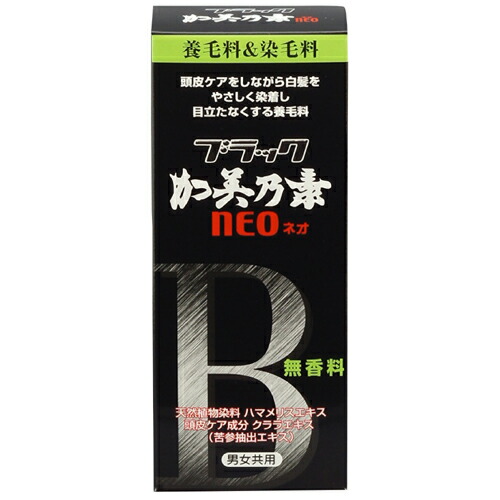 養毛料&染毛料
頭皮ケアをしながら白髪を
やさしく染着し
目立たなくする養毛料
ブラック
加美乃素
NEOネオ
B
無香料
天然植物染料 ハマメリスエキス
頭皮ケア成分 クララエキス
(苦参抽出エキス)
男女共用